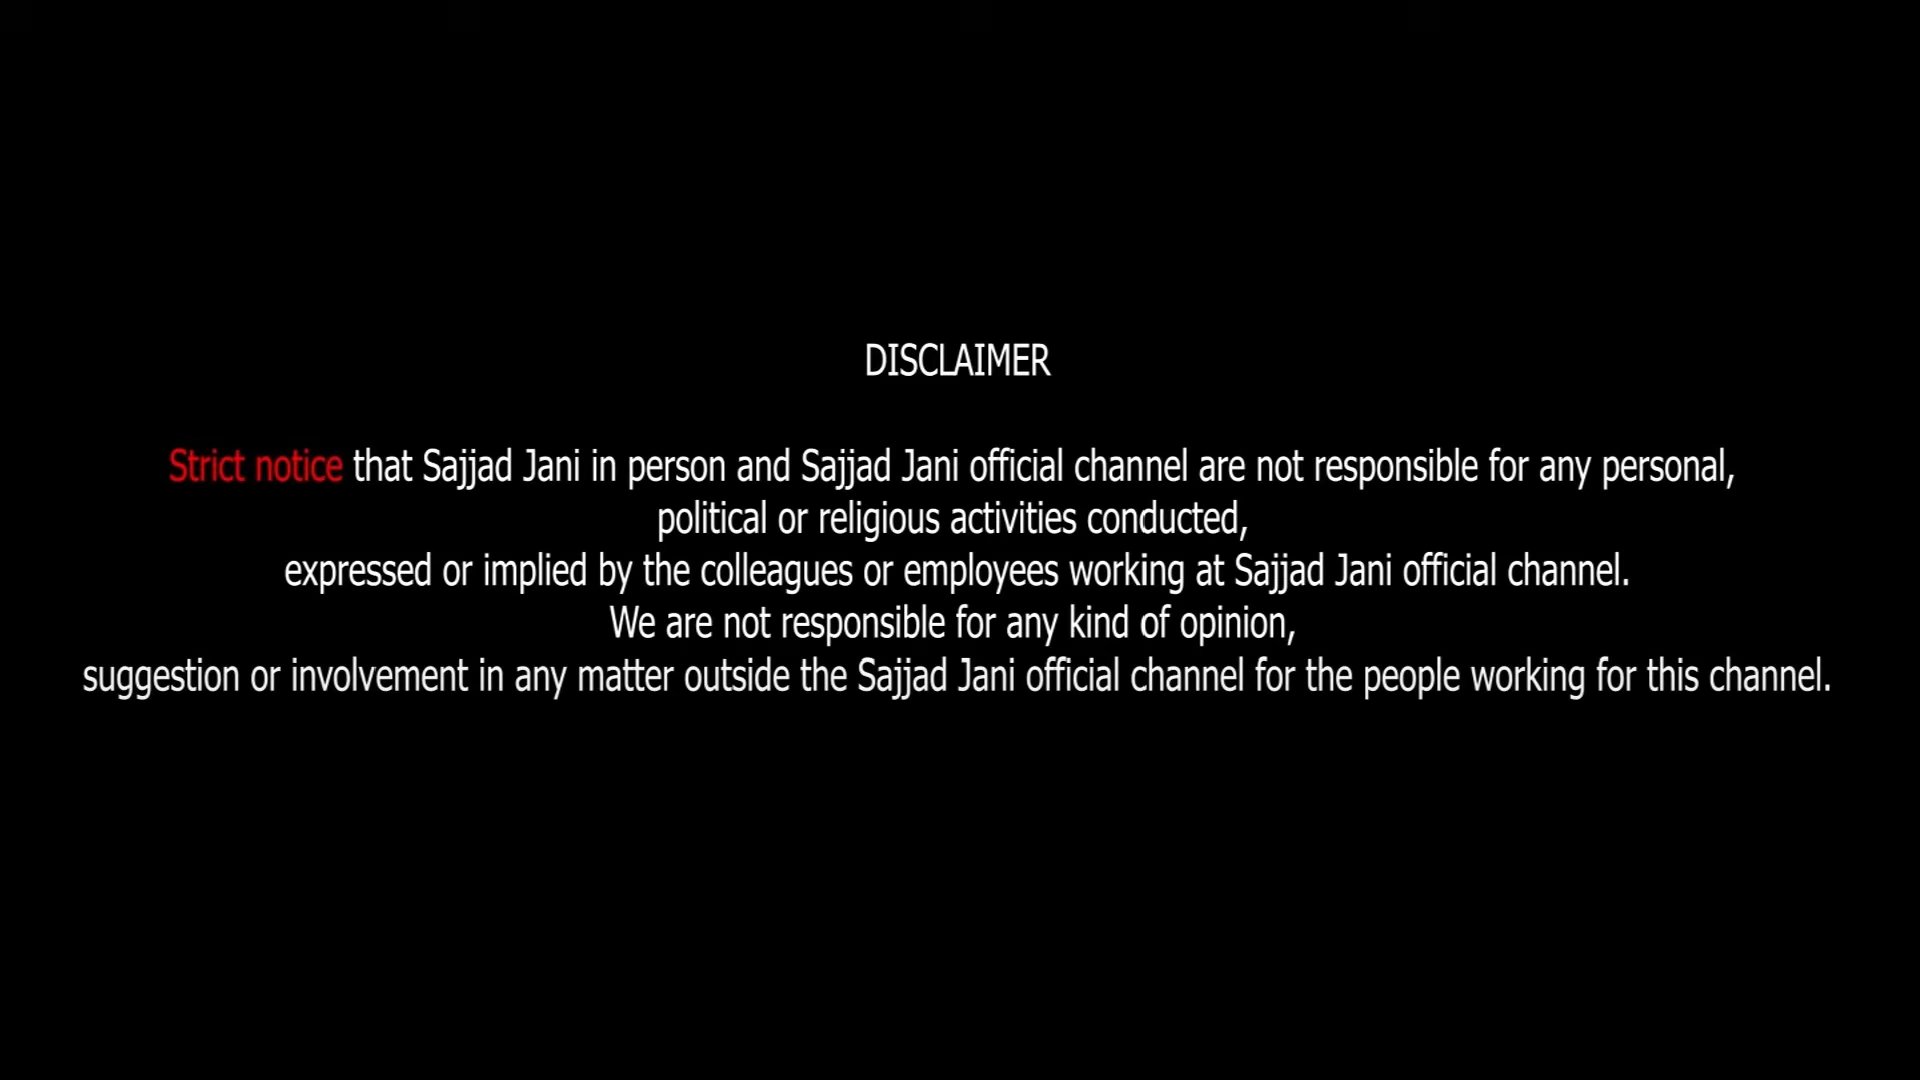 DISCLAIMER
Strict notice that Sajjad Jani in person and Sajjad Jani official channel are not responsible for any personal,
political or religious activities conducted,
expressed or implied by the colleagues or employees working at Sajjad Jani official channel.
We are not responsible for any kind of opinion,
suggestion or involvement in any matter outside the Sajjad Jani official channel for the people working for this channel.